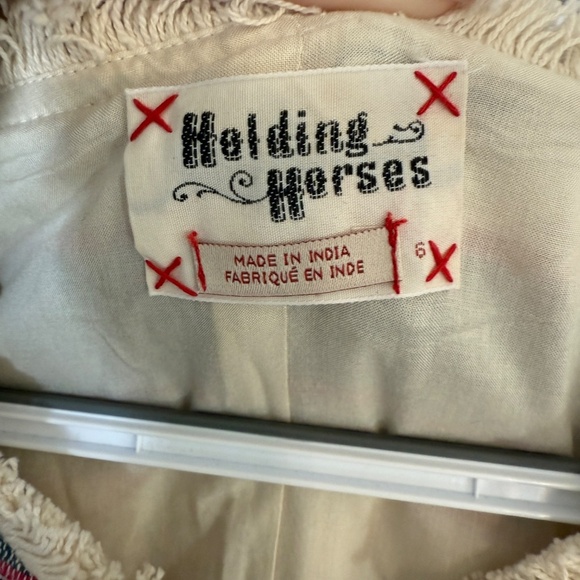 Holding
Horses
MADE IN INDIA
FABRIQUÉ EN INDE
6